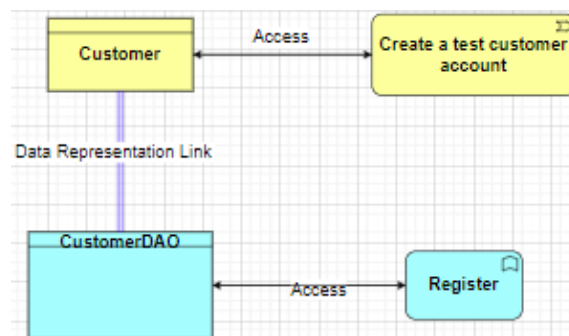 Access
Customer
Create a test customer
account
Data Representation Link
CustomerDAO
Register
Access